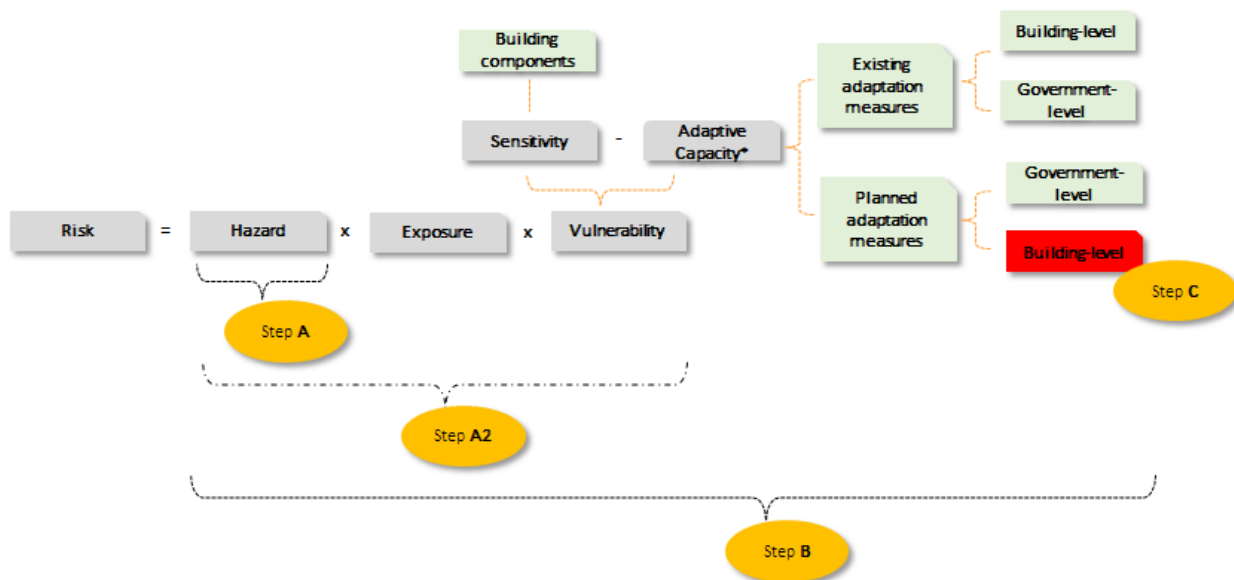 Building
components
Sensitivity
-
Adaptive
Capacity*
Existing
adaptation
measures
Building-level
Government-
level
Planned
adaptation
measures
Government-
level
Building-level
Step C
Risk = Hazard x Exposure x Vulnerability
Step A
Step A2
Step B